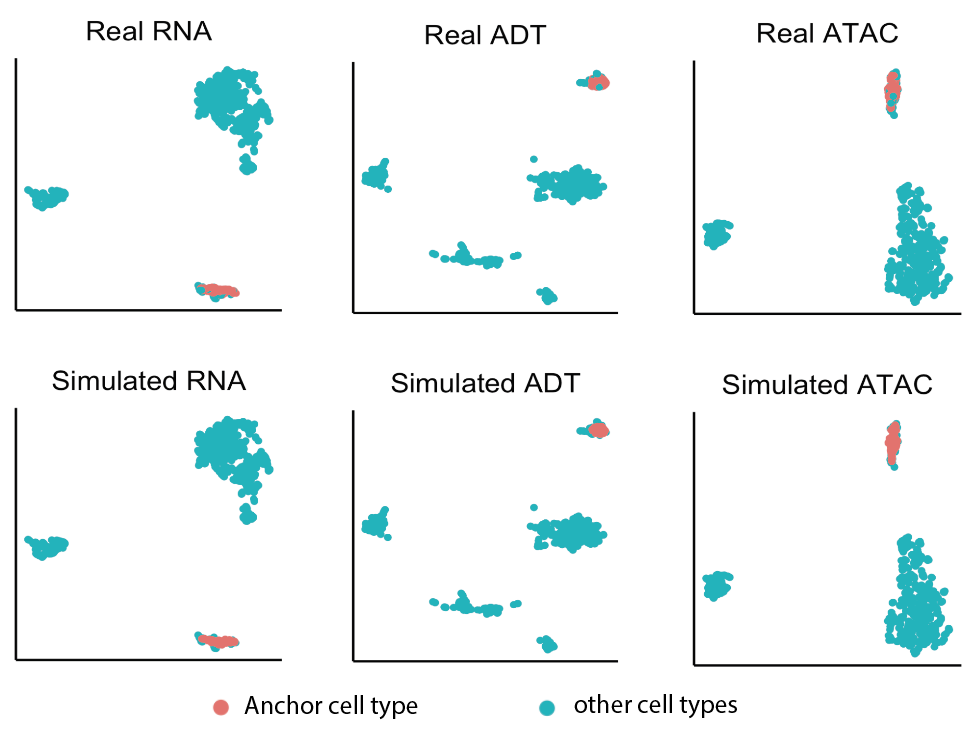 Real RNA
Real ADT
Real ATAC
Simulated RNA
Simulated ADT
Simulated ATAC
Anchor cell type
other cell types